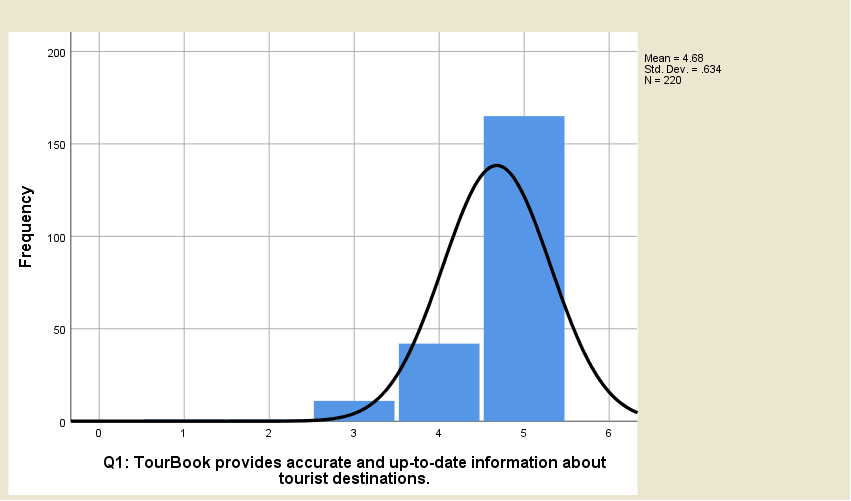 200
150
100
50
0
Frequency
0 1 2 3 4 5 6
Q1: TourBook provides accurate and up-to-date information about
tourist destinations.
Mean = 4.68
Std. Dev. = .634
N = 220